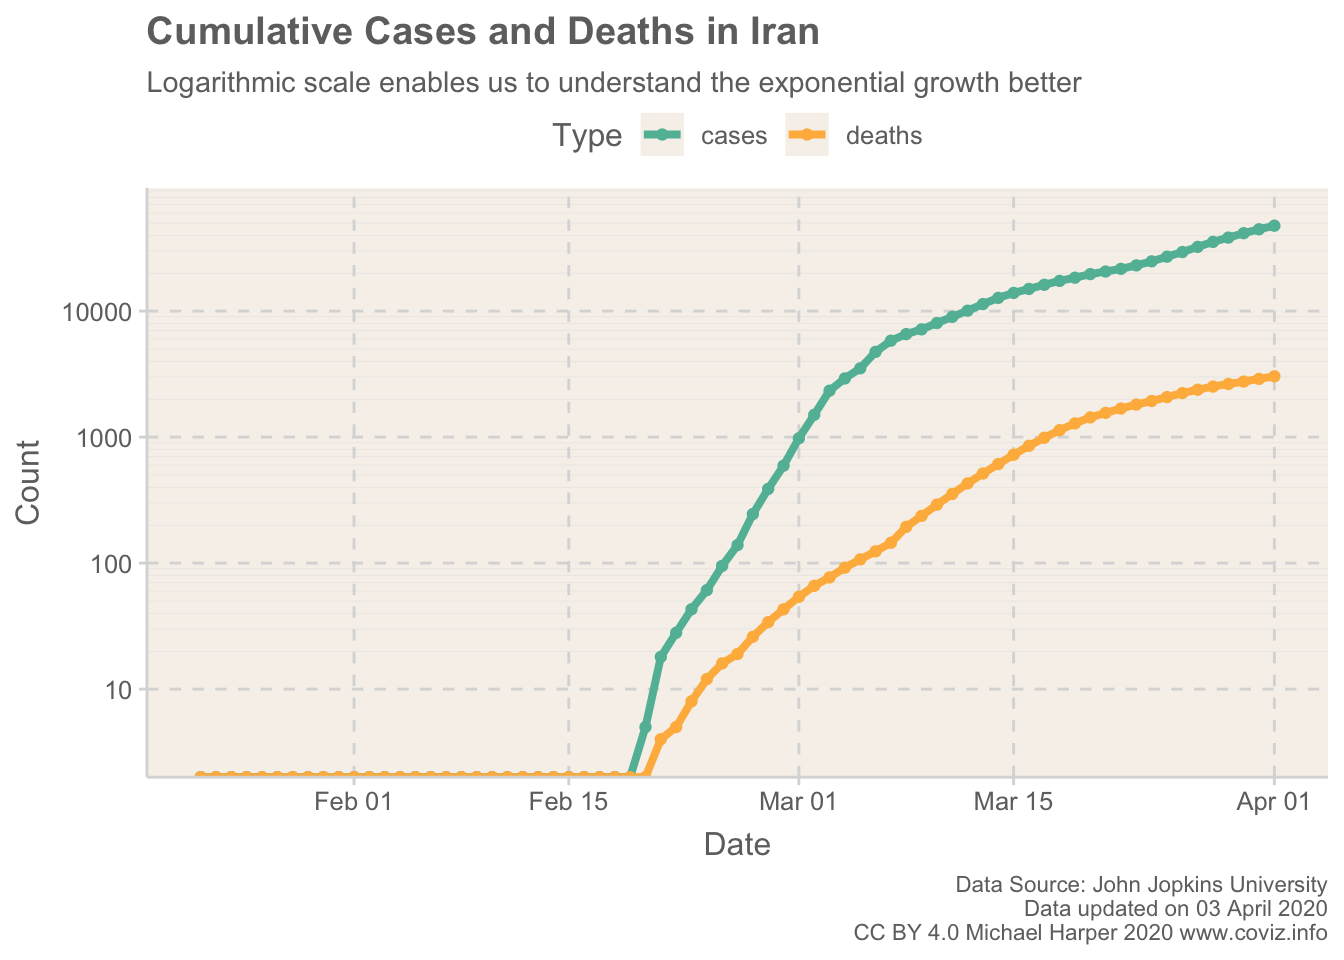 Cumulative Cases and Deaths in Iran
Logarithmic scale enables us to understand the exponential growth better
Type cases deaths
Count
10000
1000
100
10
Feb 01 Feb 15 Mar 01 Mar 15 Apr 01
Date
Data Source: John Jopkins University
Data updated on 03 April 2020
CC BY 4.0 Michael Harper 2020 www.coviz.info